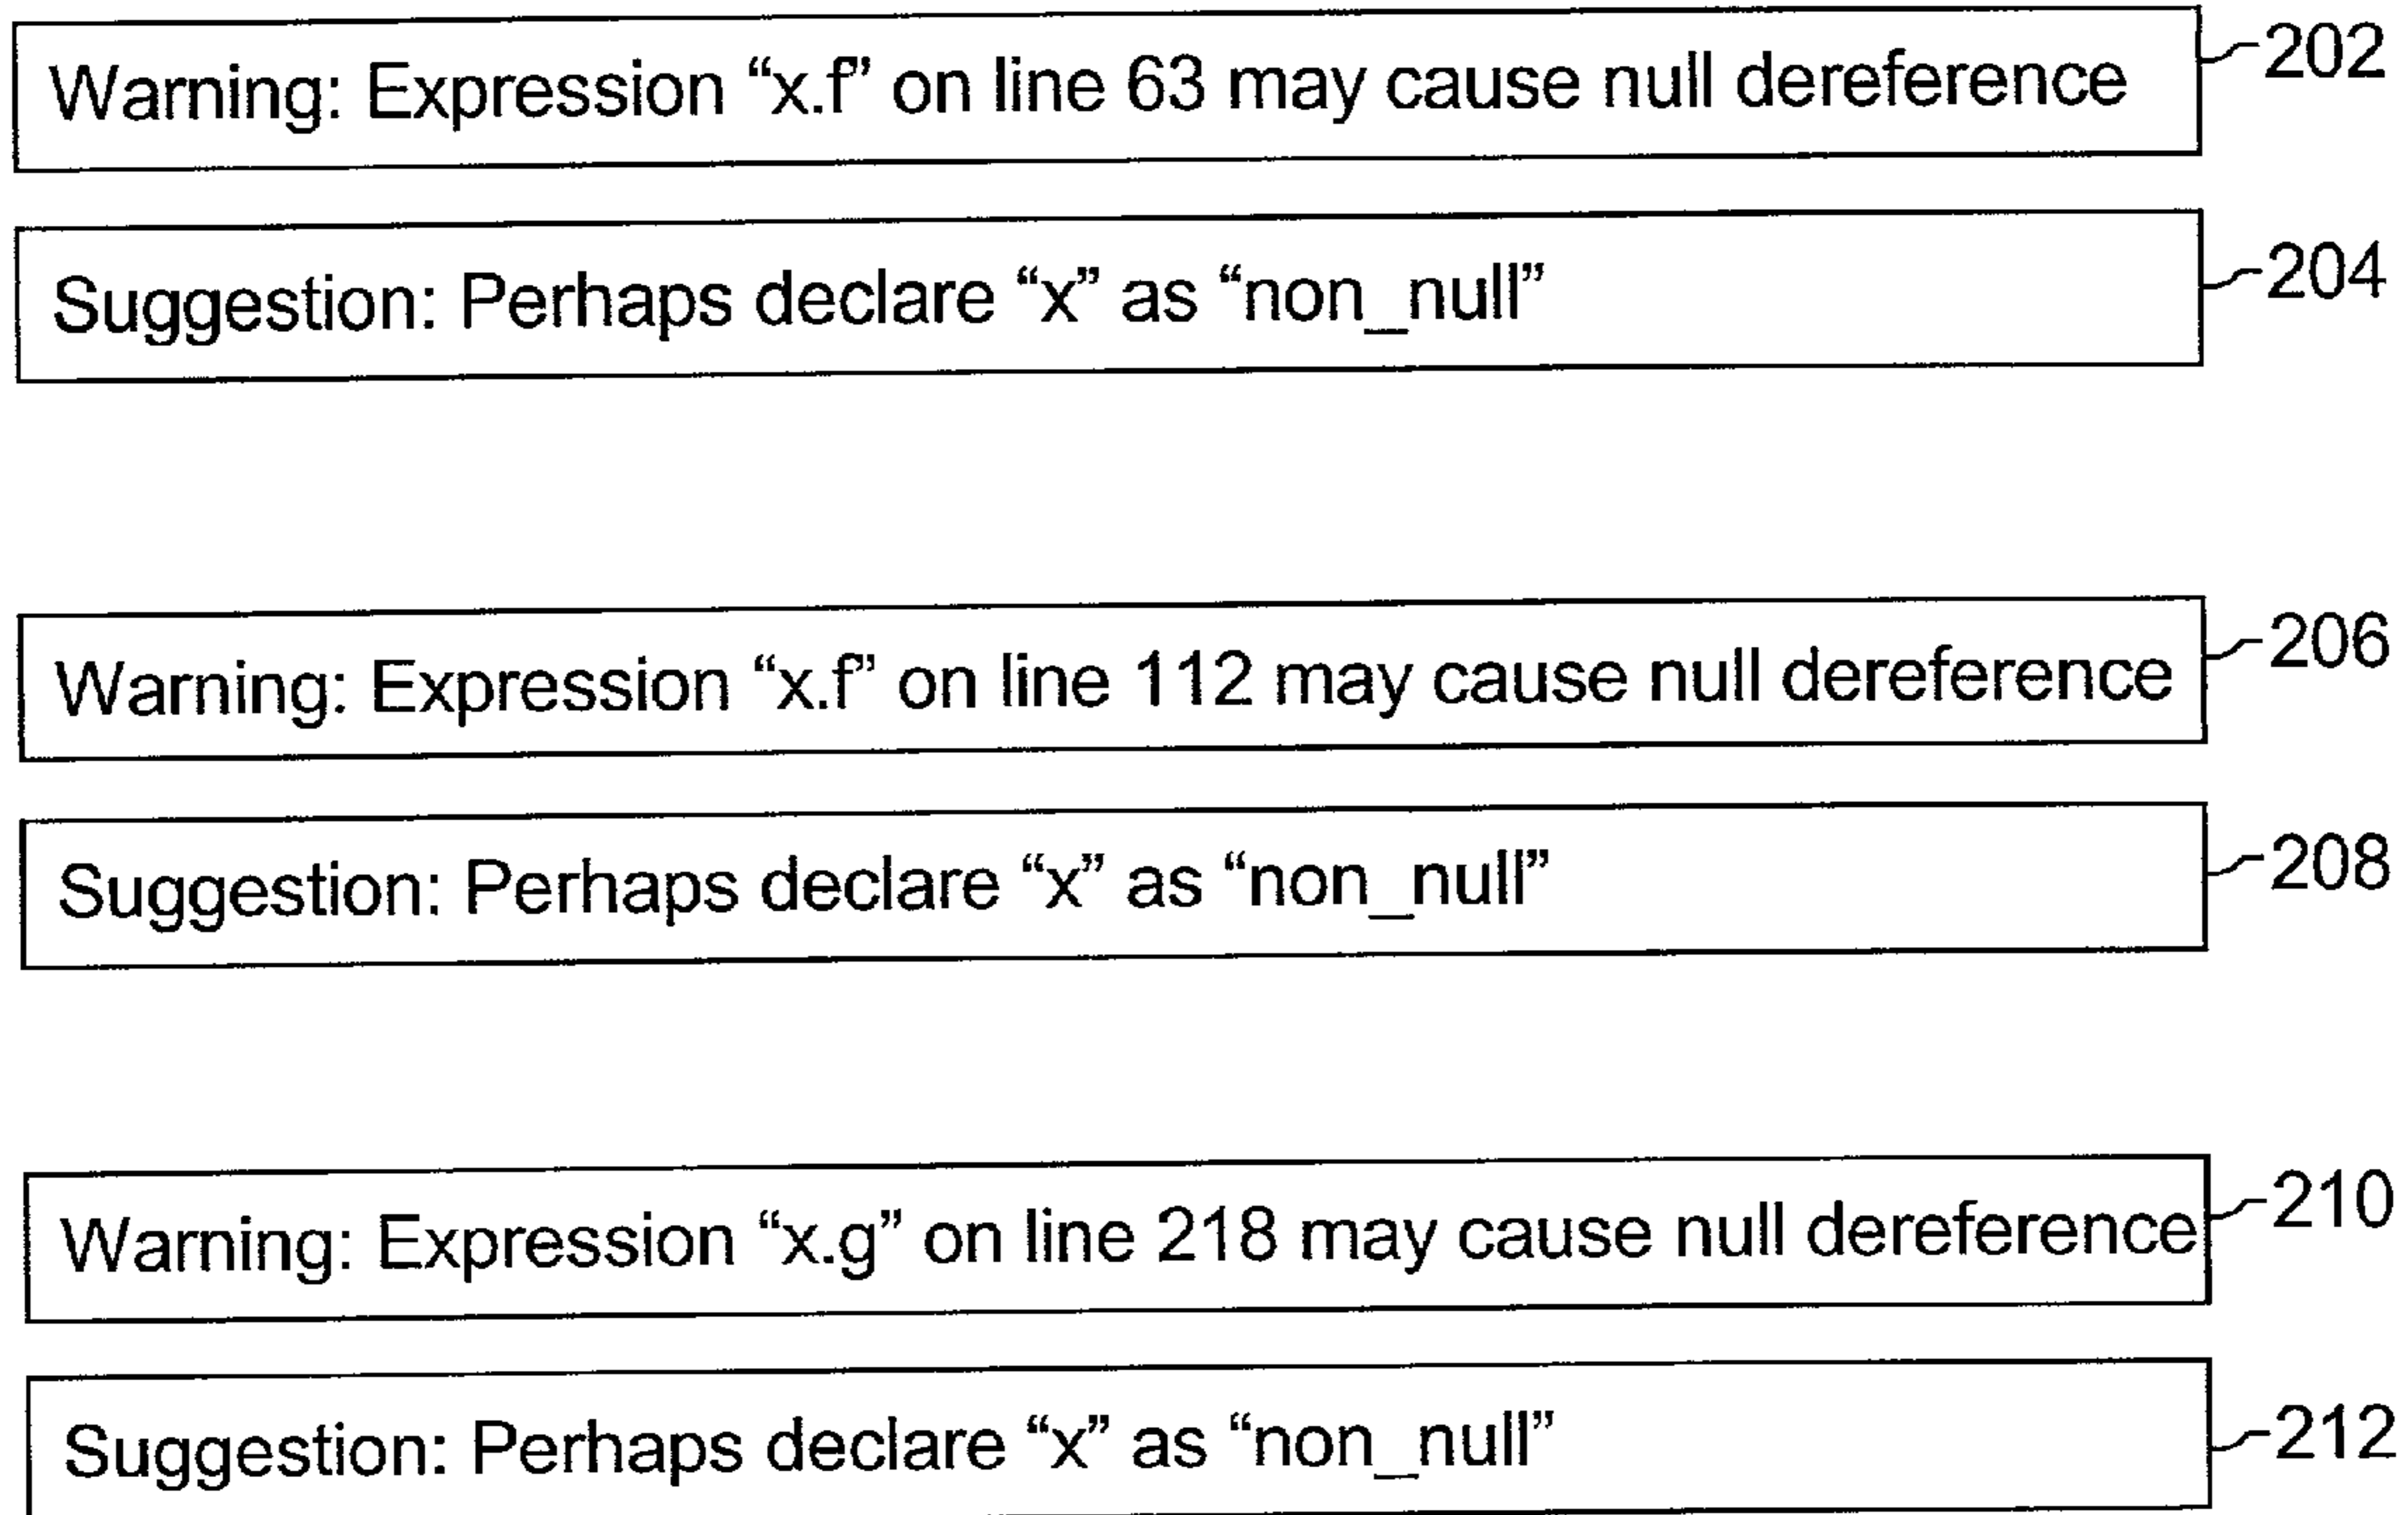 Warning: Expression “x.f” on line 63 may cause null dereference 202
Suggestion: Perhaps declare “x” as “non_null” 204
Warning: Expression “x.f” on line 112 may cause null dereference 206
Suggestion: Perhaps declare “x” as “non_null” 208
Warning: Expression “x.g” on line 218 may cause null dereference 210
Suggestion: Perhaps declare “x” as “non_null” 212